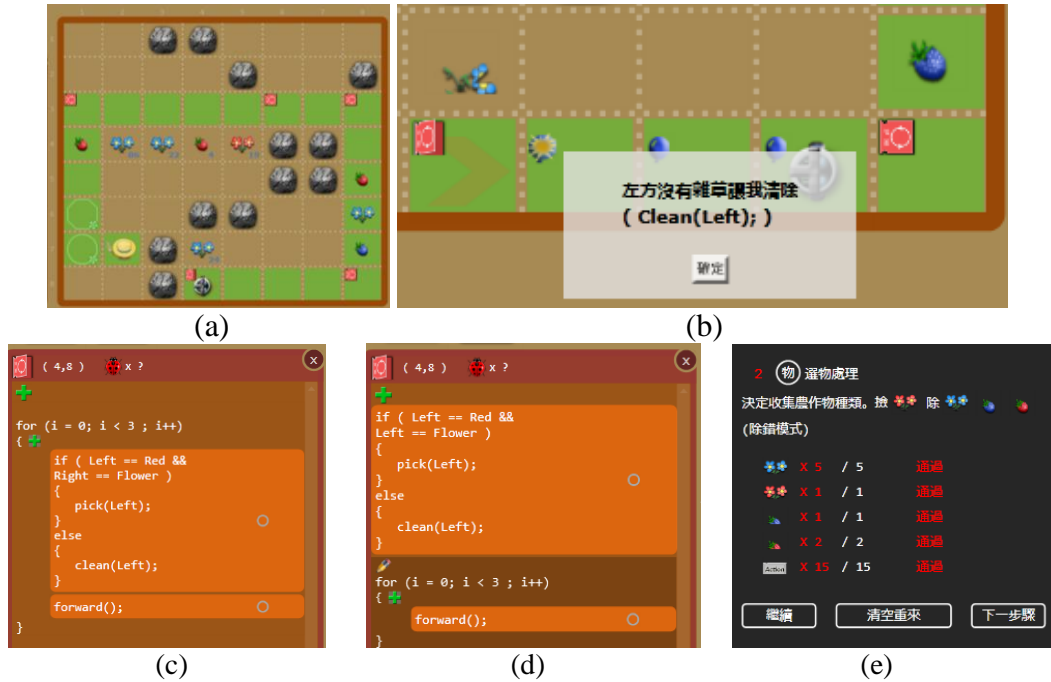 左方沒有雜草讓我清除
( Clean(Left); )
確定
(a)
(b)
( 4,8 ) x ?
x
for (i = 0; i < 3 ; i++)
{
if ( Left == Red &&
Right == Flower )
{
pick(Left);
}
else
{
clean(Left);
}
forward();
}
(c)
( 4,8 ) x ?
x
if ( Left == Red &&
Left == Flower )
{
pick(Left);
}
else
{
clean(Left);
}
for (i = 0; i < 3 ; i++)
{
forward();
}
(d)
2 物 選物處理
決定收集農作物種類。撿 除
(除錯模式)
X 5 / 5 通過
X 1 / 1 通過
X 1 / 1 通過
X 2 / 2 通過
Action X 15 / 15 通過
繼續 清空重來 下一步驟
(e)